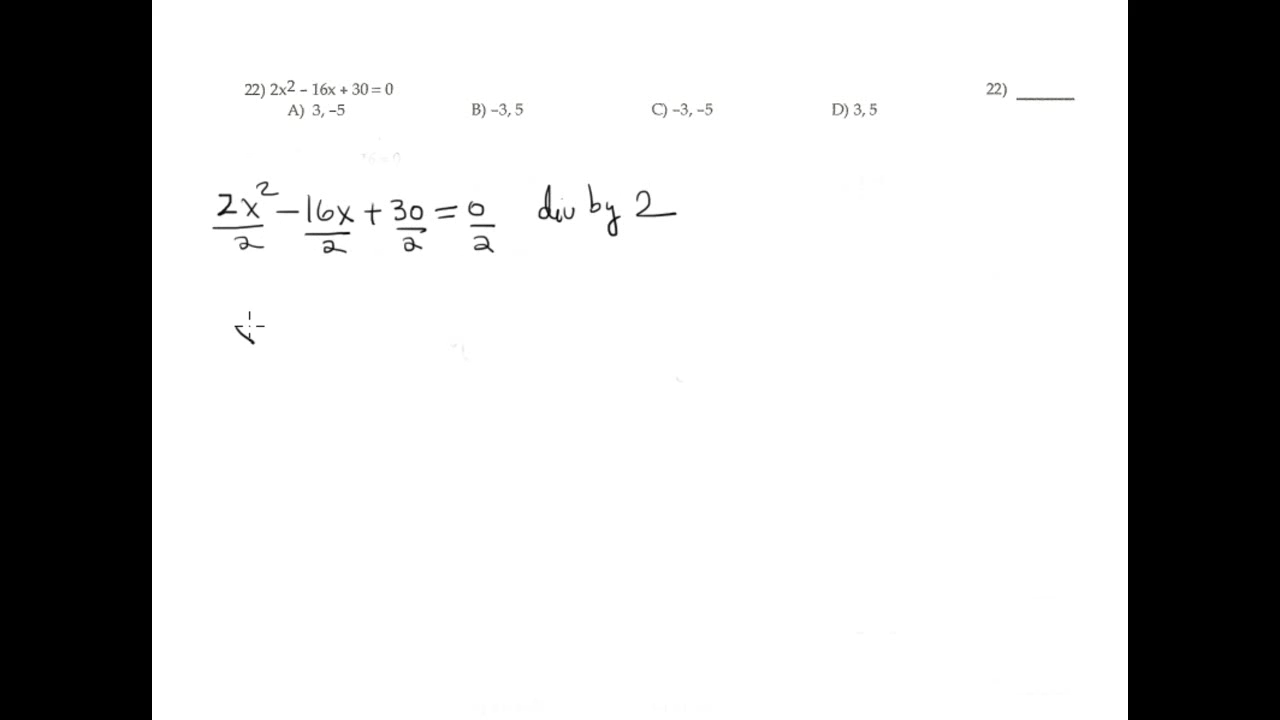 22) 2x² – 16x + 30 = 0 22) ______
A) 3, –5 B) –3, 5 C) –3, –5 D) 3, 5
2x² – 16x + 30 = 0 div by 2
2 2 2 2